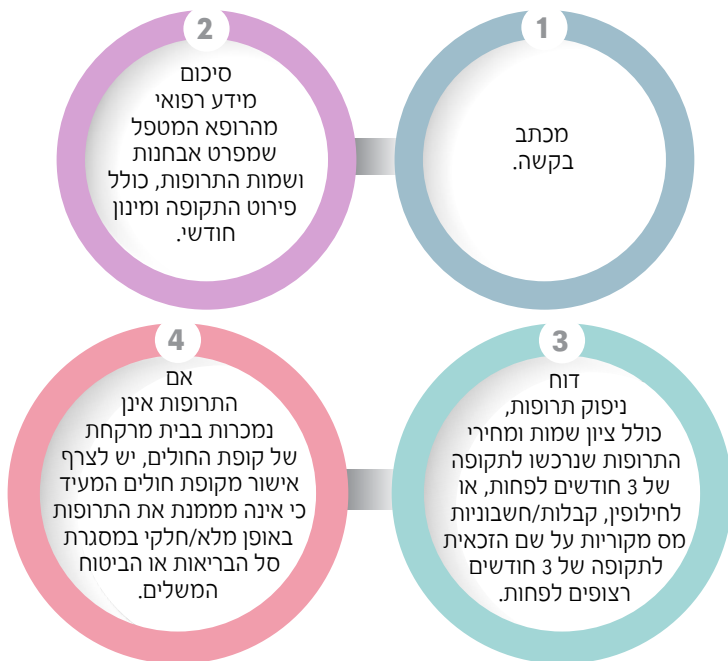 1
מכתב
בקשה.
2
סיכום
מידע רפואי
מהרופא המטפל
שמפרט אבחנות
ושמות התרופות, כולל
פירוט התקופה ומינון
חודשי.
3
דוח
ניפוק תרופות,
כולל ציון שמות ומחירי
התרופות שנרכשו לתקופה
של 3 חודשים לפחות, או
לחילופין, קבלות/חשבוניות
מס מקוריות על שם הזכאית
לתקופה של 3 חודשים
רצופים לפחות.
4
אם
התרופות אינן
נמכרות בבית מרקחת
של קופת החולים, יש לצרף
אישור מקופת חולים המעיד
כי אינה מממנת את התרופות
באופן מלא/חלקי במסגרת
סל הבריאות או הביטוח
המשלים.